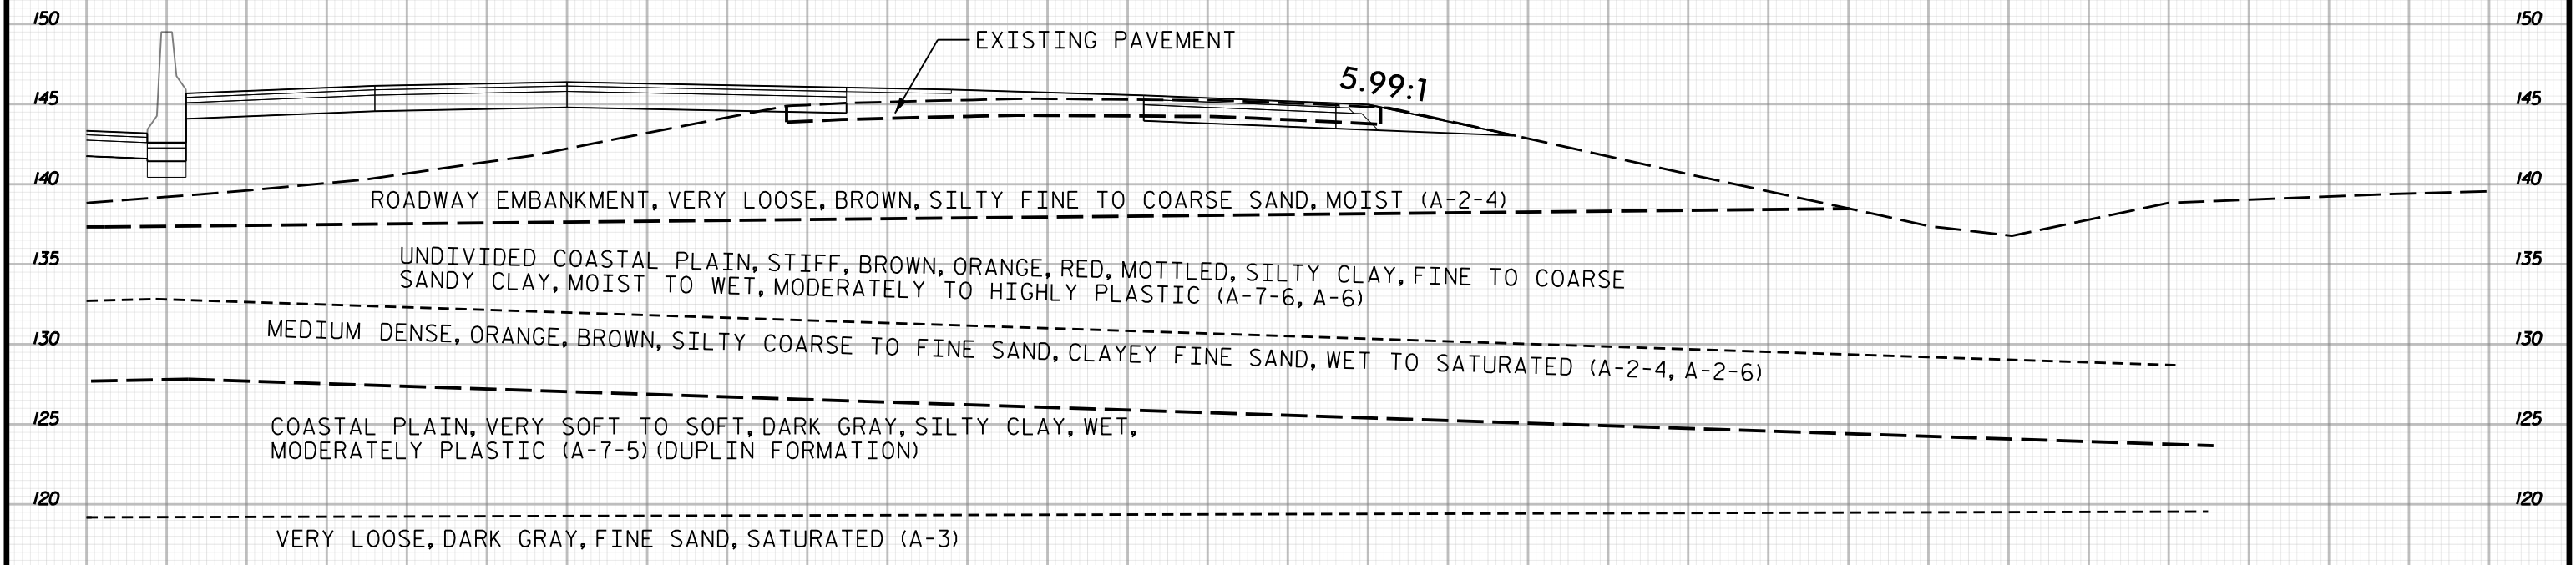 150 150
EXISTING PAVEMENT
5.99:1
145 145
140 140
ROADWAY EMBANKMENT, VERY LOOSE, BROWN, SILTY FINE TO COARSE SAND, MOIST (A-2-4)
135 135
UNDIVIDED COASTAL PLAIN, STIFF, BROWN, ORANGE, RED, MOTTLED, SILTY CLAY, FINE TO COARSE
SANDY CLAY, MOIST TO WET, MODERATELY TO HIGHLY PLASTIC (A-7-6, A-6)
130 130
MEDIUM DENSE, ORANGE, BROWN, SILTY COARSE TO FINE SAND, CLAYEY FINE SAND, WET TO SATURATED (A-2-4, A-2-6)
125 125
COASTAL PLAIN, VERY SOFT TO SOFT, DARK GRAY, SILTY CLAY, WET,
MODERATELY PLASTIC (A-7-5) (DUPLIN FORMATION)
120 120
VERY LOOSE, DARK GRAY, FINE SAND, SATURATED (A-3)